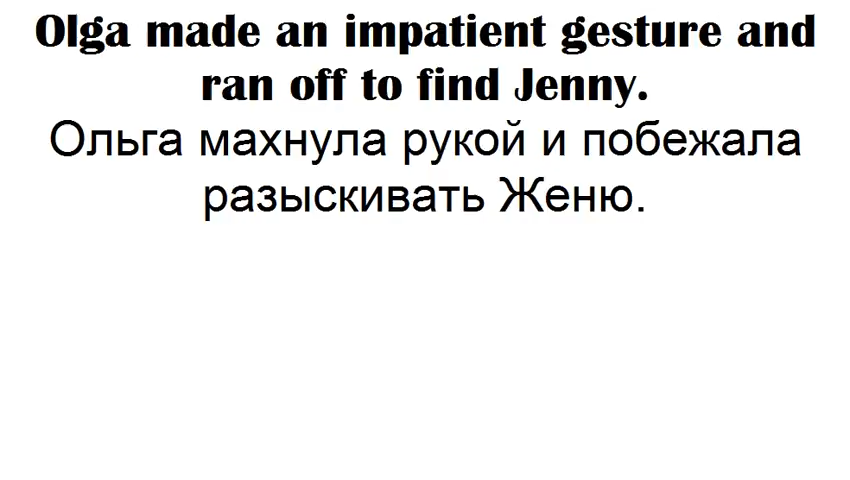 Olga made an impatient gesture and
ran off to find Jenny.
Ольга махнула рукой и побежала
разыскивать Женю.